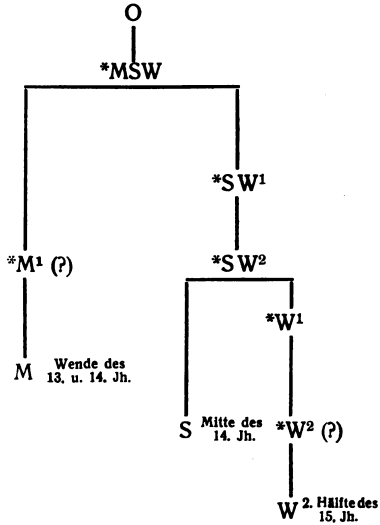 O
*MSW
*SW¹
*M¹ (?)
*SW²
*W¹
M Wende des
13. u. 14. Jh.
S Mitte des
14. Jh.
*W² (?)
W 2. Hälfte des
15. Jh.